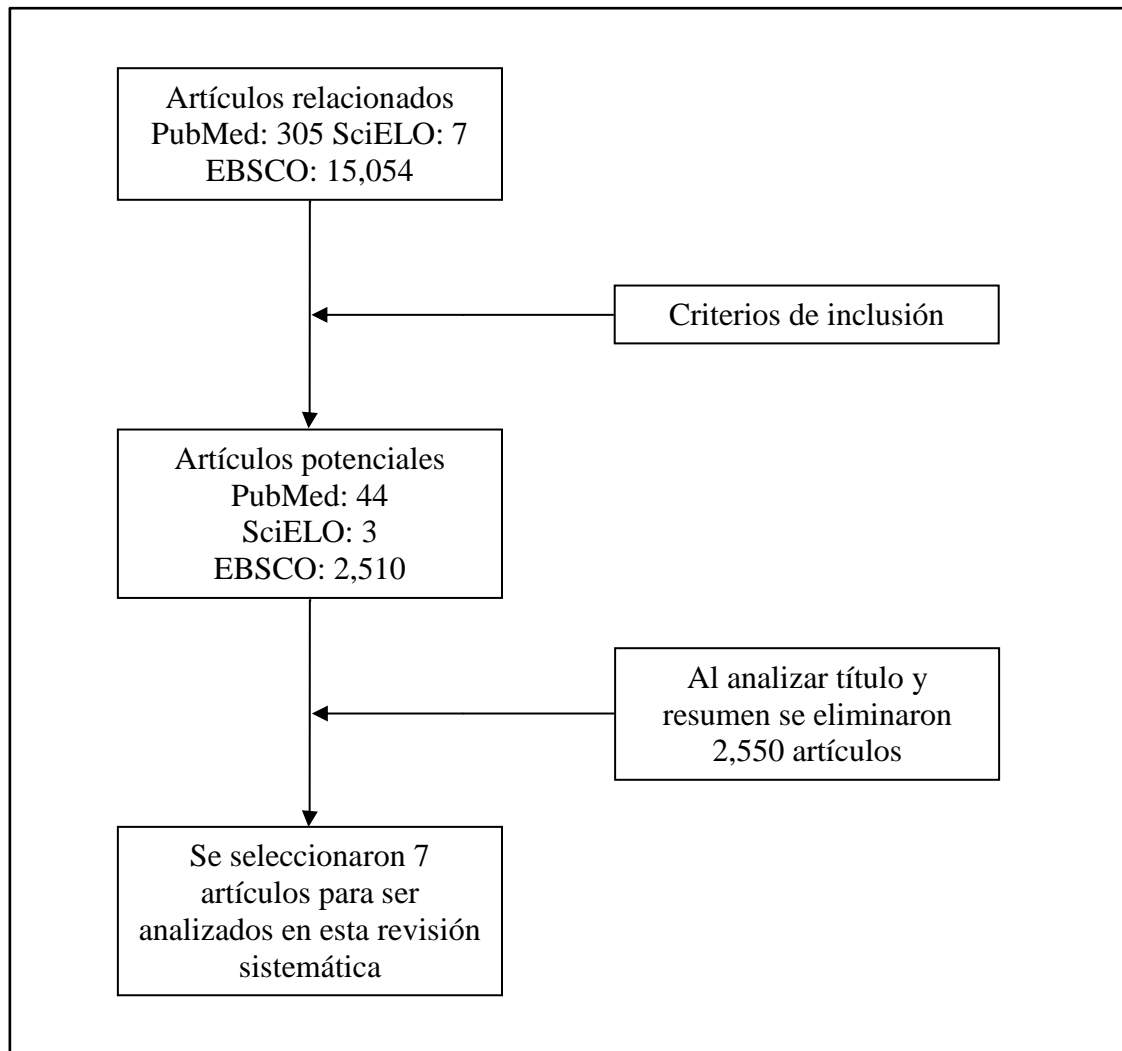 Artículos relacionados
PubMed: 305 SciELO: 7
EBSCO: 15,054
Criterios de inclusión
Artículos potenciales
PubMed: 44
SciELO: 3
EBSCO: 2,510
Al analizar título y
resumen se eliminaron
2,550 artículos
Se seleccionaron 7
artículos para ser
analizados en esta revisión
sistemática